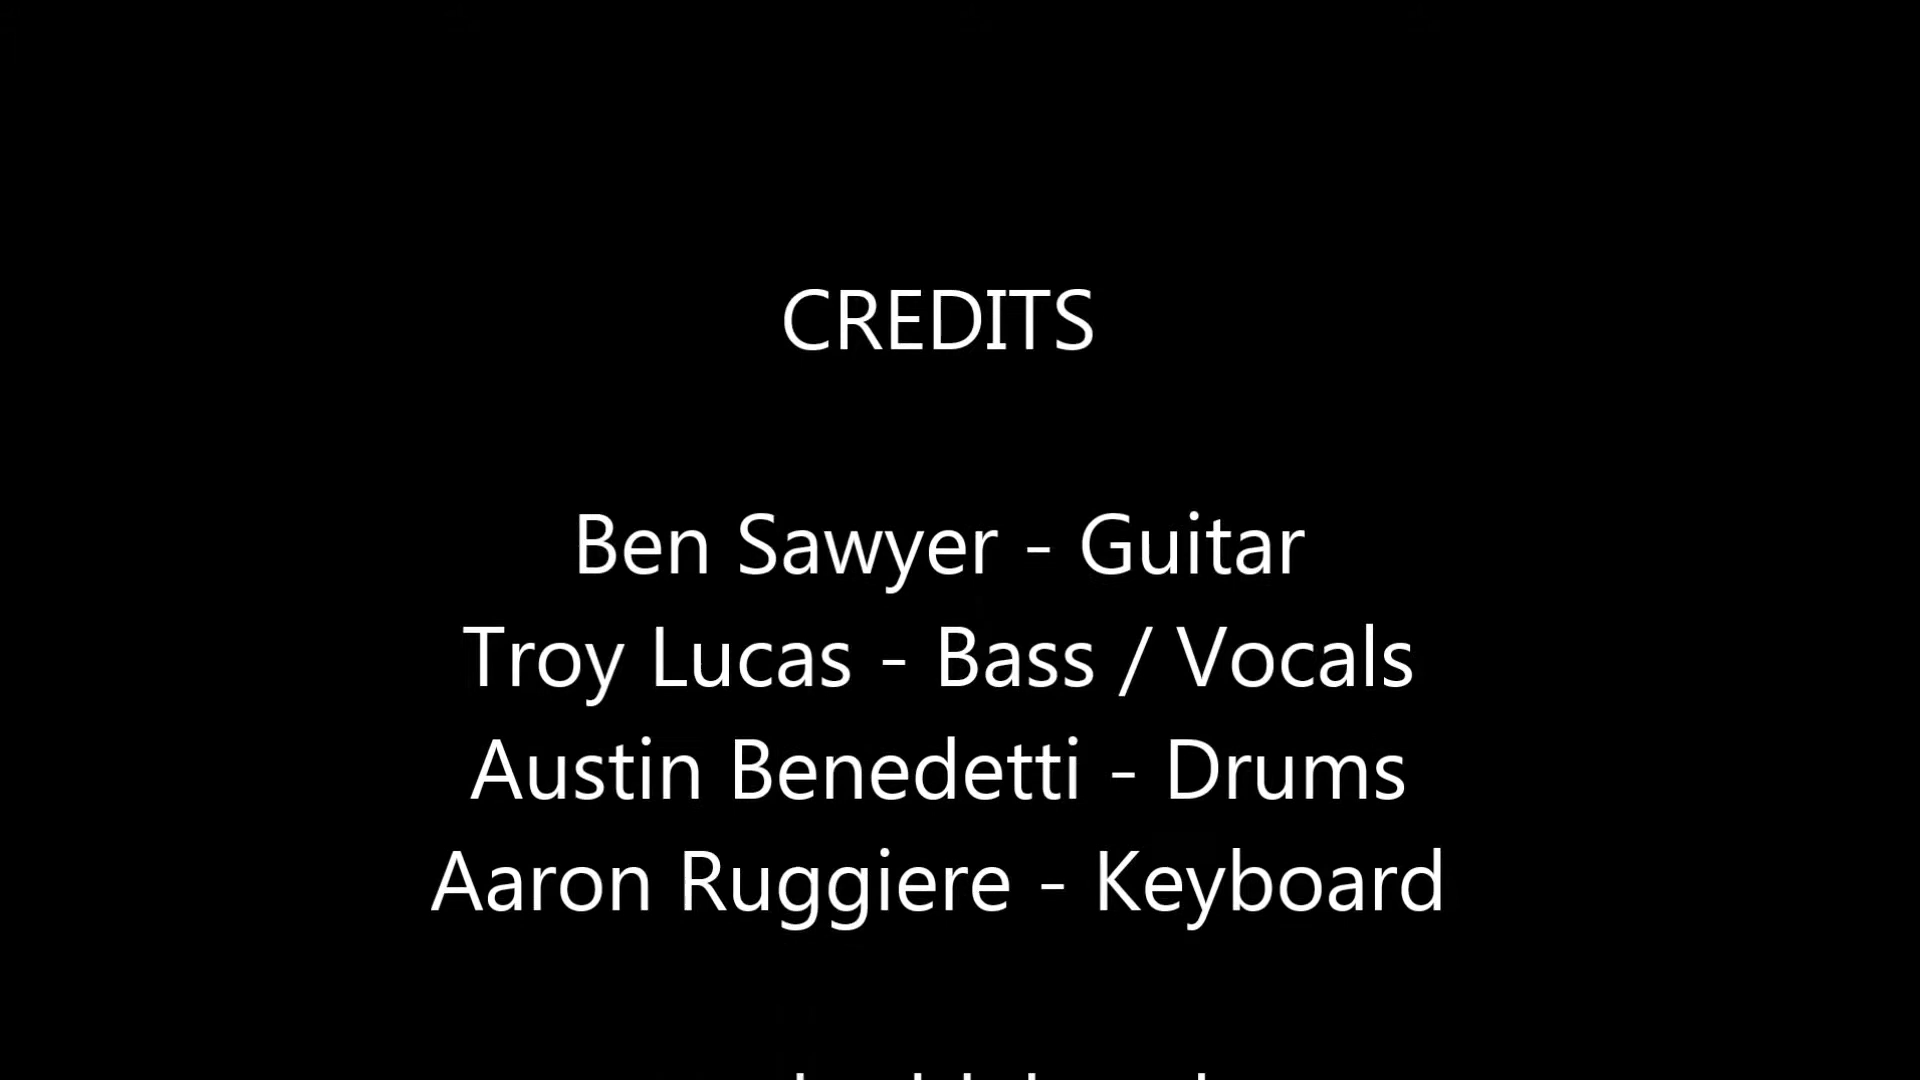 CREDITS
Ben Sawyer - Guitar
Troy Lucas - Bass / Vocals
Austin Benedetti - Drums
Aaron Ruggiere - Keyboard